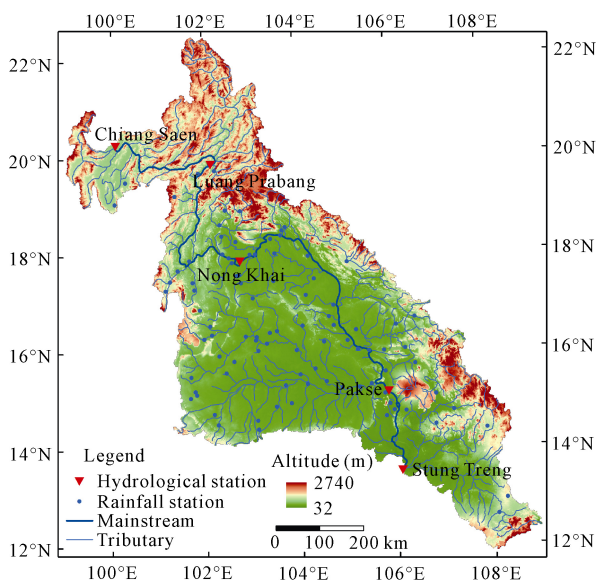 100°E 102°E 104°E 106°E 108°E
22°N 22°N
Chiang Saen
20°N 20°N
Luang Prabang
18°N 18°N
Nong Khai
16°N 16°N
Pakse
14°N 14°N
Legend
Altitude (m)
Stung Treng
Hydrological station
2740
Rainfall station
32
Mainstream
Tributary
0 100 200 km
12°N 12°N
100°E 102°E 104°E 106°E 108°E